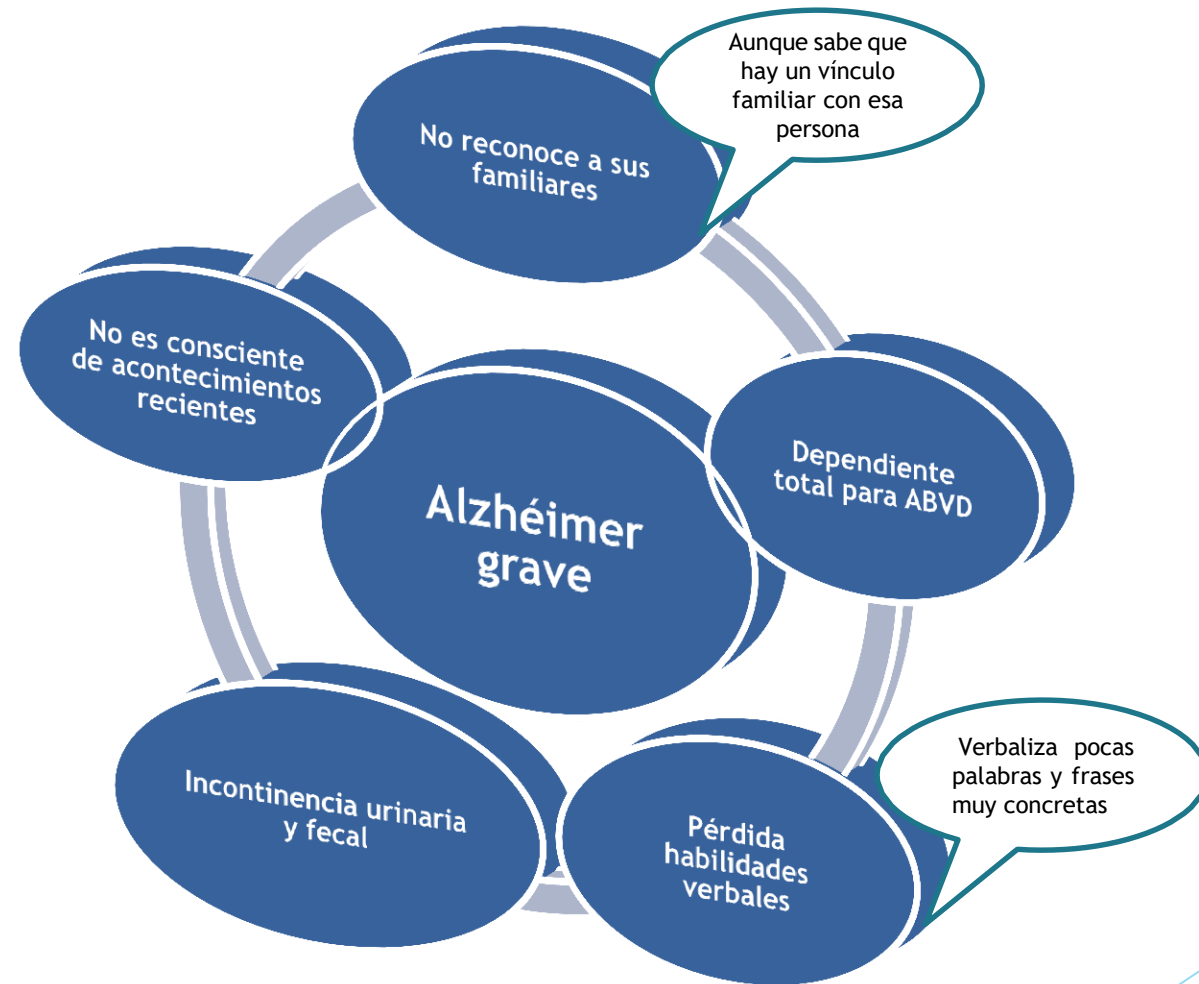 Aunque sabe que
hay un vínculo
familiar con esa
persona
No reconoce a sus
familiares
No es consciente
de acontecimientos
recientes
Dependiente
total para ABVD
Alzhéimer
grave
Verbaliza pocas
palabras y frases
muy concretas
Incontinencia urinaria
y fecal
Pérdida
habilidades
verbales